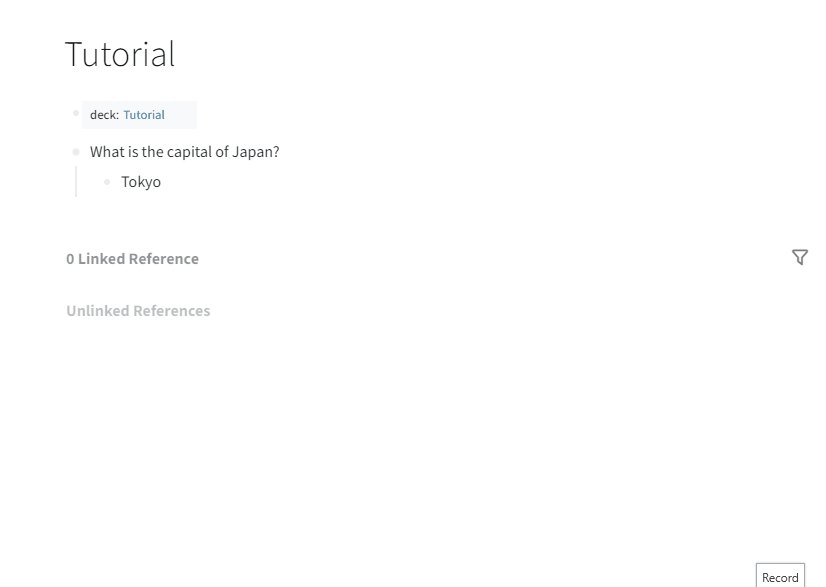 Tutorial
deck: Tutorial
What is the capital of Japan?
Tokyo
0 Linked Reference
Unlinked References
Record